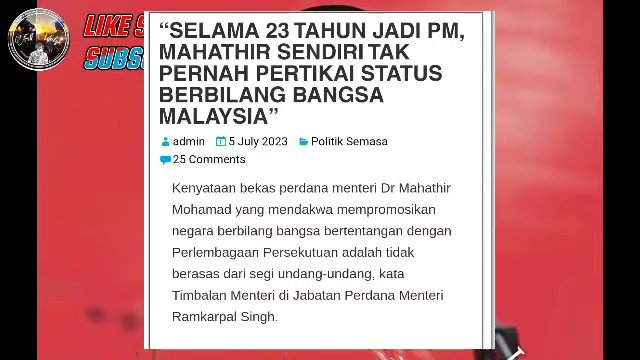 LIKE S
SUBS
“SELAMA 23 TAHUN JADI PM,
MAHATHIR SENDIRI TAK
PERNAH PERTIKAI STATUS
BERBILANG BANGSA
MALAYSIA”
admin 5 July 2023 Politik Semasa
25 Comments
Kenyataan bekas perdana menteri Dr Mahathir
Mohamad yang mendakwa mempromosikan
negara berbilang bangsa bertentangan dengan
Perlembagaan Persekutuan adalah tidak
berasas dari segi undang-undang, kata
Timbalan Menteri di Jabatan Perdana Menteri
Ramkarpal Singh.